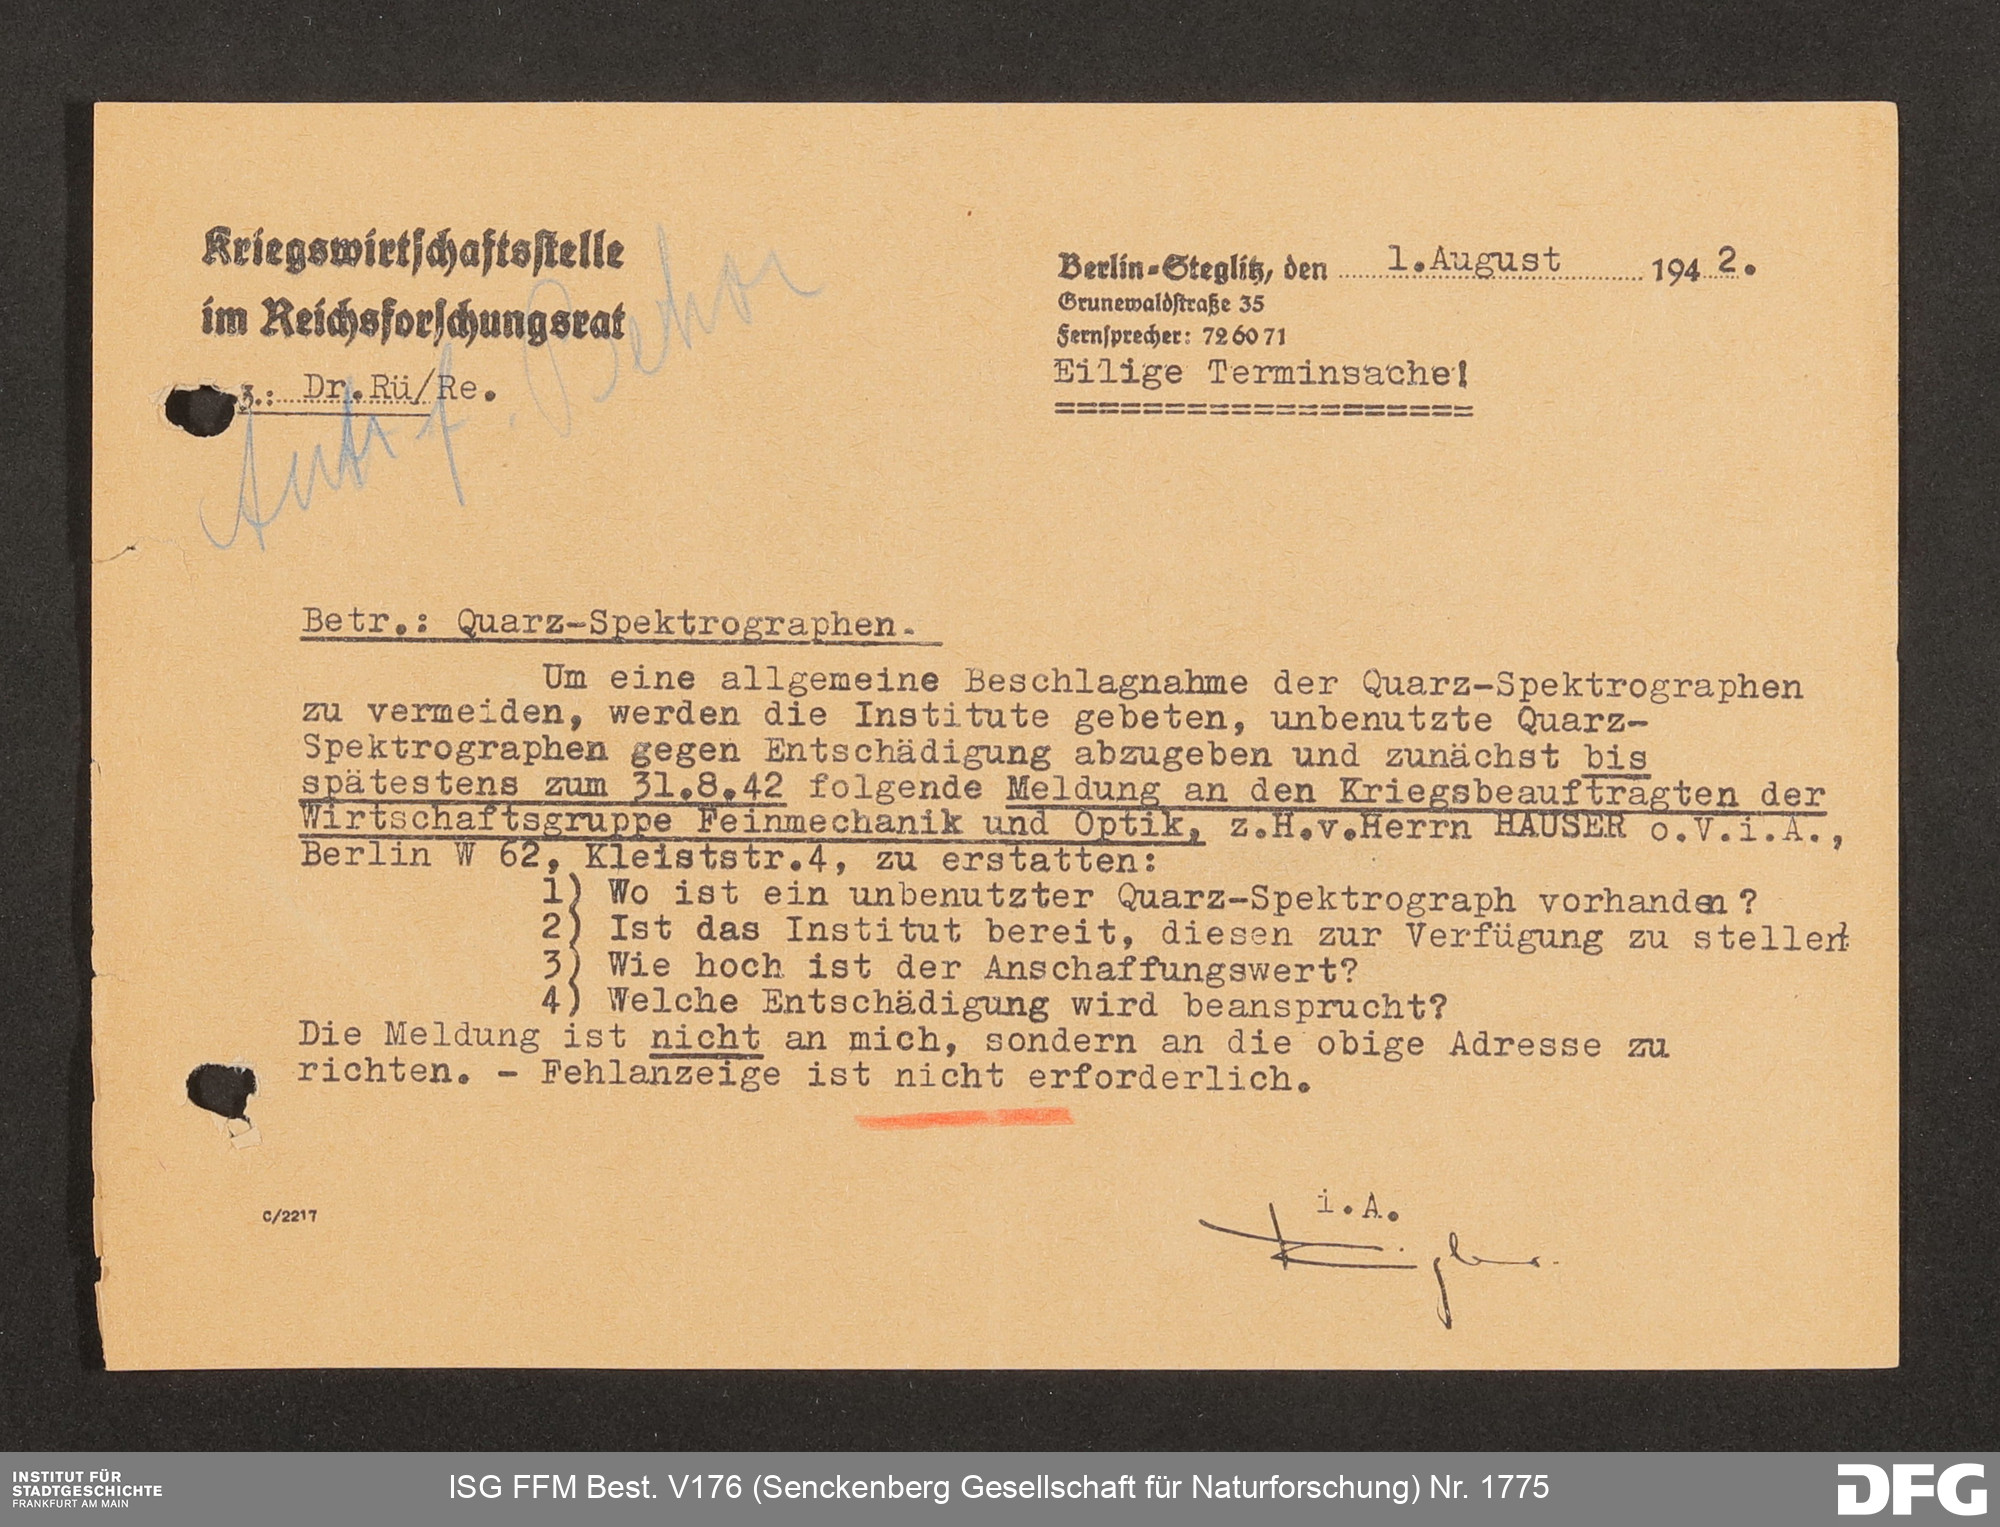 Kriegswirtschaftsstelle
im Reichsforschungsrat
z.: Dr.Rü/Re.
Berlin-Steglitz, den 1.August 1942.
Grunewaldstraße 35
Fernsprecher: 72 60 71
Eilige Terminsache!
===================
Betr.: Quarz-Spektrographen.
Um eine allgemeine Beschlagnahme der Quarz-Spektrographen
zu vermeiden, werden die Institute gebeten, unbenutzte Quarz-
Spektrographen gegen Entschädigung abzugeben und zunächst bis
spätestens zum 31.8.42 folgende Meldung an den Kriegsbeauftragten der
Wirtschaftsgruppe Feinmechanik und Optik, z.H.v.Herrn HAUSER o.V.i.A.,
Berlin W 62, Kleiststr.4, zu erstatten:
1) Wo ist ein unbenutzter Quarz-Spektrograph vorhanden?
2) Ist das Institut bereit, diesen zur Verfügung zu stellen?
3) Wie hoch ist der Anschaffungswert?
4) Welche Entschädigung wird beansprucht?
Die Meldung ist nicht an mich, sondern an die obige Adresse zu
richten. - Fehlanzeige ist nicht erforderlich.
i.A.
C/2217
INSTITUT FÜR
STADTGESCHICHTE
FRANKFURT AM MAIN
ISG FFM Best. V176 (Senckenberg Gesellschaft für Naturforschung) Nr. 1775
DFG